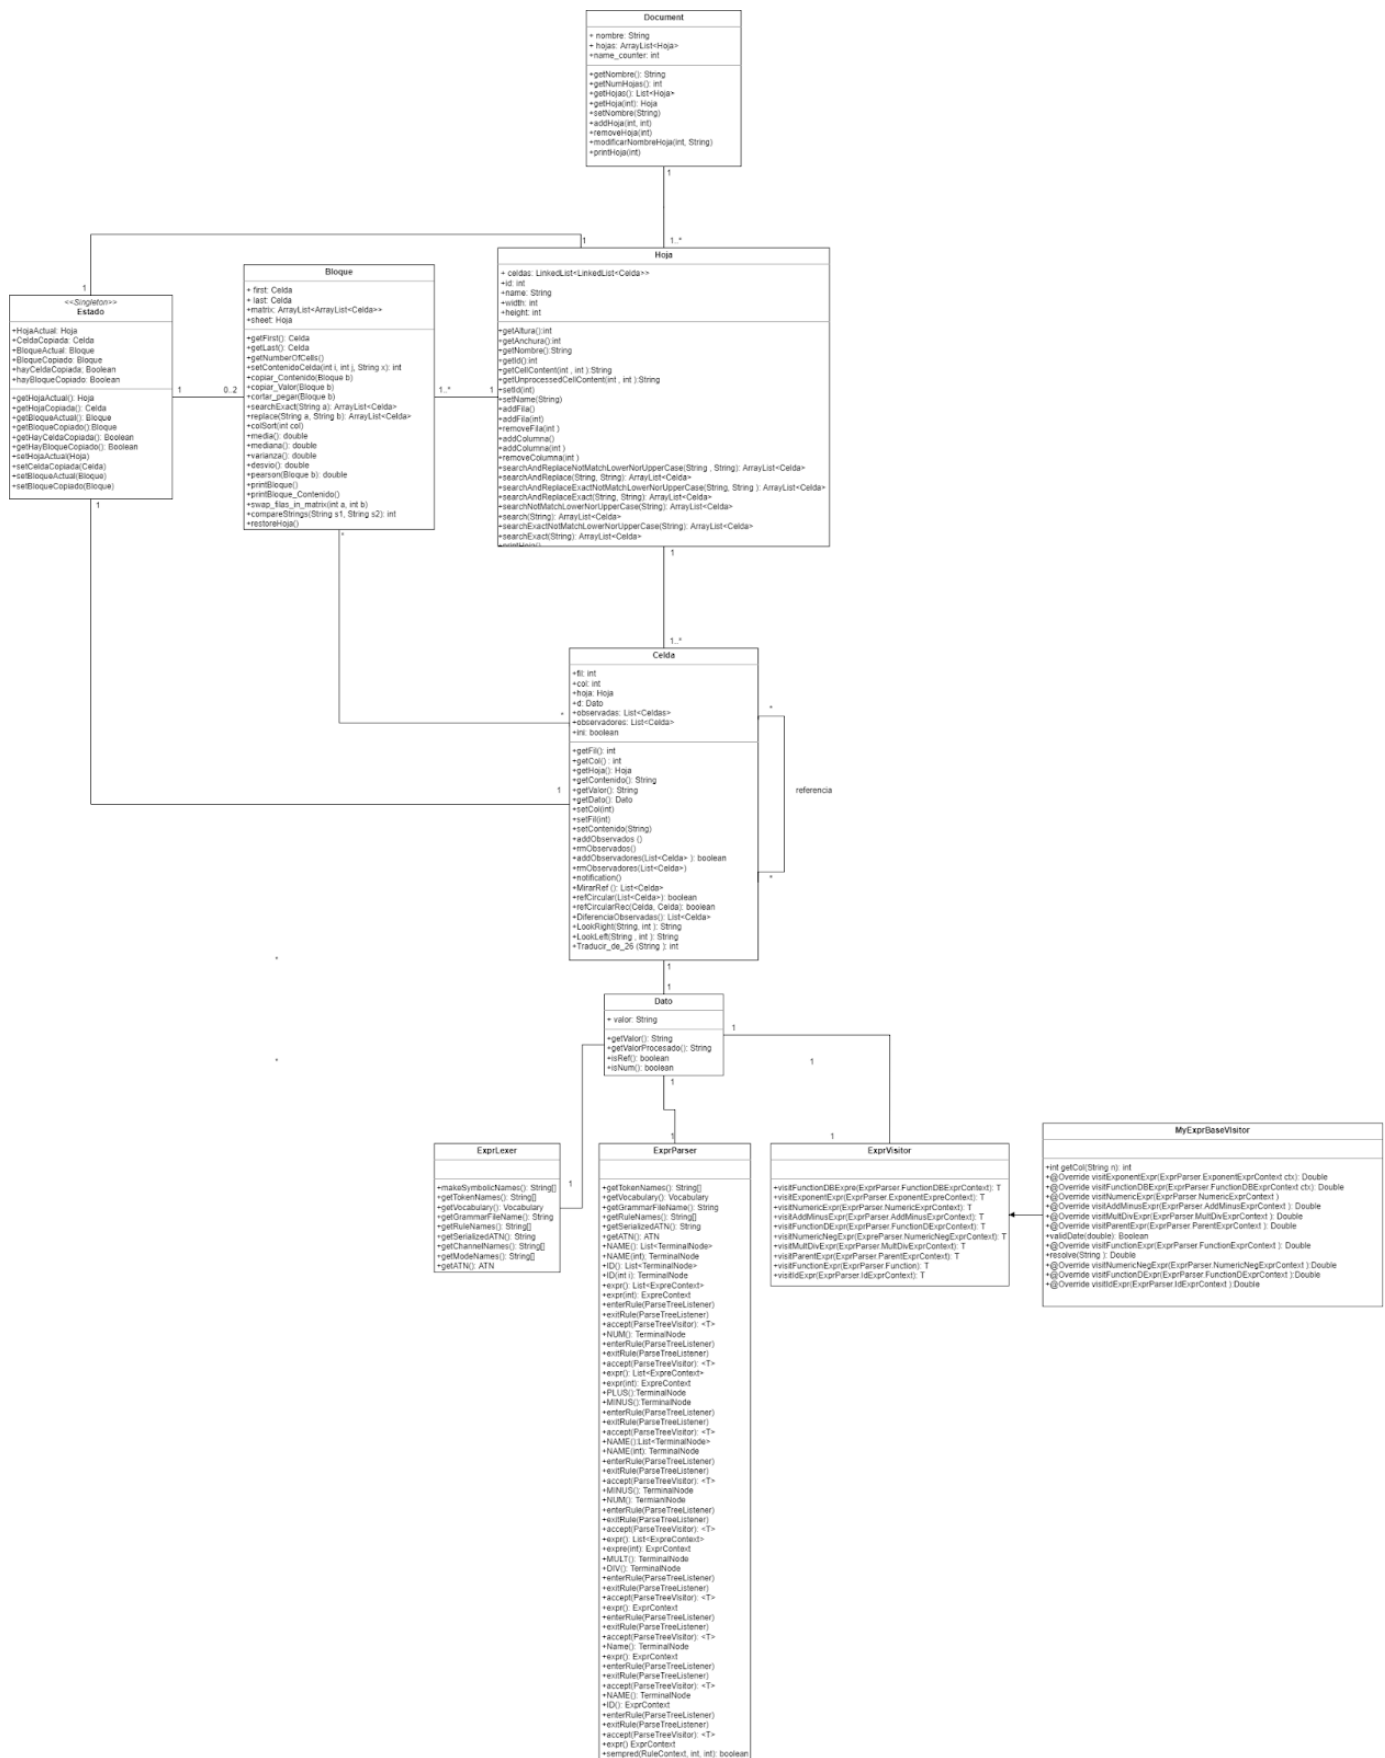 Document
+ nombre: String
+ hojas: ArrayList<Hoja>
+name_counter: int
+getNombre(): String
+getNumHojas(): int
+getHojas(): List<Hoja>
+getHoja(int): Hoja
+setNombre(String)
+addHoja(int, int)
+removeHoja(int)
+modificarNombreHoja(int, String)
+printHoja(int)
1
1..*
1
1
<<Singleton>>
Estado
+HojaActual: Hoja
+CeldaCopiada: Celda
+BloqueActual: Bloque
+BloqueCopiado: Bloque
+hayCeldaCopiada: Boolean
+hayBloqueCopiado: Boolean
+getHojaActual(): Hoja
+getHojaCopiada(): Celda
+getBloqueActual(): Bloque
+getBloqueCopiado():Bloque
+getHayCeldaCopiada(): Boolean
+getHayBloqueCopiado(): Boolean
+setHojaActual(Hoja)
+setCeldaCopiada(Celda)
+setBloqueActual(Bloque)
+setBloqueCopiado(Bloque)
1
0..2
1
Bloque
+ first: Celda
+ last: Celda
+matrix: ArrayList<ArrayList<Celda>>
+sheet: Hoja
+getFirst(): Celda
+getLast(): Celda
+getNumberOfCells()
+setContenidoCelda(int i, int j, String x): int
+copiar_Contenido(Bloque b)
+copiar_Valor(Bloque b)
+cortar_pegar(Bloque b)
+searchExact(String a): ArrayList<Celda>
+replace(String a, String b): ArrayList<Celda>
+colSort(int col)
+media(): double
+mediana(): double
+varianza(): double
+desvio(): double
+pearson(Bloque b): double
+printBloque()
+printBloque_Contenido()
+swap_filas_in_matrix(int a, int b)
+compareStrings(String s1, String s2): int
+restoreHoja()
1..*
1
*
Hoja
+ celdas: LinkedList<LinkedList<Celda>>
+id: int
+name: String
+width: int
+height: int
+getAltura():int
+getAnchura():int
+getNombre():String
+getId():int
+getCellContent(int , int ):String
+getUnprocessedCellContent(int , int ):String
+setId(int)
+setName(String)
+addFila()
+addFila(int)
+removeFila(int )
+addColumna()
+addColumna(int )
+removeColumna(int )
+searchAndReplaceNotMatchLowerNorUpperCase(String , String): ArrayList<Celda>
+searchAndReplace(String, String): ArrayList<Celda>
+searchAndReplaceExactNotMatchLowerNorUpperCase(String, String ): ArrayList<Celda>
+searchAndReplaceExact(String, String): ArrayList<Celda>
+searchNotMatchLowerNorUpperCase(String): ArrayList<Celda>
+search(String): ArrayList<Celda>
+searchExactNotMatchLowerNorUpperCase(String): ArrayList<Celda>
+searchExact(String): ArrayList<Celda>
1
1..*
Celda
+fil: int
+col: int
+hoja: Hoja
+d: Dato
+observadas: List<Celdas>
+observadores: List<Celda>
+ini: boolean
+getFil(): int
+getCol() : int
+getHoja(): Hoja
+getContenido(): String
+getValor(): String
+getDato(): Dato
+setCol(int)
+setFil(int)
+setContenido(String)
+addObservados ()
+rmObservados()
+addObservadores(List<Celda> ): boolean
+rmObservadores(List<Celda>)
+notification()
+MirarRef (): List<Celda>
+refCircular(List<Celda>): boolean
+refCircularRec(Celda, Celda): boolean
+DiferenciaObservadas(): List<Celda>
+LookRight(String, int ): String
+LookLeft(String , int ): String
+Traducir_de_26 (String ): int
*
1
*
referencia
*
*
*
1
1
Dato
+ valor: String
+getValor(): String
+getValorProcesado(): String
+isRef(): boolean
+isNum(): boolean
1
1
1
1
1
1
ExprLexer
+makeSymbolicNames(): String[]
+getTokenNames(): String[]
+getVocabulary(): Vocabulary
+getGrammarFileName(): String
+getRuleNames(): String[]
+getSerializedATN(): String
+getChannelNames(): String[]
+getModeNames(): String[]
+getATN(): ATN
ExprParser
+getTokenNames(): String[]
+getVocabulary(): Vocabulary
+getGrammarFileName(): String
+getRuleNames(): String[]
+getSerializedATN(): String
+getATN(): ATN
+NAME(): List<TerminalNode>
+NAME(int): TerminalNode
+ID(): List<TerminalNode>
+ID(int i): TerminalNode
+expr(): List<ExpreContext>
+expr(int): ExpreContext
+enterRule(ParseTreeListener)
+exitRule(ParseTreeListener)
+accept(ParseTreeVisitor): <T>
+NUM(): TerminalNode
+enterRule(ParseTreeListener)
+exitRule(ParseTreeListener)
+accept(ParseTreeVisitor): <T>
+expr(): List<ExpreContext>
+expr(int): ExpreContext
+PLUS():TerminalNode
+MINUS():TerminalNode
+enterRule(ParseTreeListener)
+exitRule(ParseTreeListener)
+accept(ParseTreeVisitor): <T>
+NAME():List<TerminalNode>
+NAME(int): TerminalNode
+enterRule(ParseTreeListener)
+exitRule(ParseTreeListener)
+accept(ParseTreeVisitor): <T>
+MINUS(): TerminalNode
+NUM(): TermianlNode
+enterRule(ParseTreeListener)
+exitRule(ParseTreeListener)
+accept(ParseTreeVisitor): <T>
+expr(): List<ExpreContext>
+expre(int): ExprContext
+MULT(): TerminalNode
+DIV(): TerminalNode
+enterRule(ParseTreeListener)
+exitRule(ParseTreeListener)
+accept(ParseTreeVisitor): <T>
+expr(): ExprContext
+enterRule(ParseTreeListener)
+exitRule(ParseTreeListener)
+accept(ParseTreeVisitor): <T>
+Name(): TerminalNode
+expr(): ExprContext
+enterRule(ParseTreeListener)
+exitRule(ParseTreeListener)
+accept(ParseTreeVisitor): <T>
+NAME(): TerminalNode
+ID(): ExprContext
+enterRule(ParseTreeListener)
+exitRule(ParseTreeListener)
+accept(ParseTreeVisitor): <T>
+expr() ExprContext
+sempred(RuleContext, int, int): boolean
ExprVisitor
+visitFunctionDBExpre(ExprParser.FunctionDBExprContext): T
+visitExponentExpr(ExprParser.ExponentExpreContext): T
+visitNumericExpr(ExprParser.NumericExprContext): T
+visitAddMinusExpr(ExprParser.AddMinusExprContext): T
+visitFunctionDExpr(ExprParser.FunctionDExprContext): T
+visitNumericNegExpr(ExpreParser.NumericNegExprContext): T
+visitMultDivExpr(ExprParser.MultDivExprContext): T
+visitParentExpr(ExprParser.ParentExprContext): T
+visitFunctionExpr(ExprParser.Function): T
+visitIdExpr(ExprParser.IdExprContext): T
MyExprBaseVisitor
+int getCol(String n): int
+@Override visitExponentExpr(ExprParser.ExponentExprContext ctx): Double
+@Override visitFunctionDBExpr(ExprParser.FunctionDBExprContext ctx): Double
+@Override visitNumericExpr(ExprParser.NumericExprContext )
+@Override visitAddMinusExpr(ExprParser.AddMinusExprContext ): Double
+@Override visitMultDivExpr(ExprParser.MultDivExprContext ): Double
+@Override visitParentExpr(ExprParser.ParentExprContext ): Double
+validDate(double): Boolean
+@Override visitFunctionExpr(ExprParser.FunctionExprContext ): Double
+resolve(String ): Double
+@Override visitNumericNegExpr(ExprParser.NumericNegExprContext ):Double
+@Override visitFunctionDExpr(ExprParser.FunctionDExprContext ):Double
+@Override visitIdExpr(ExprParser.IdExprContext ):Double